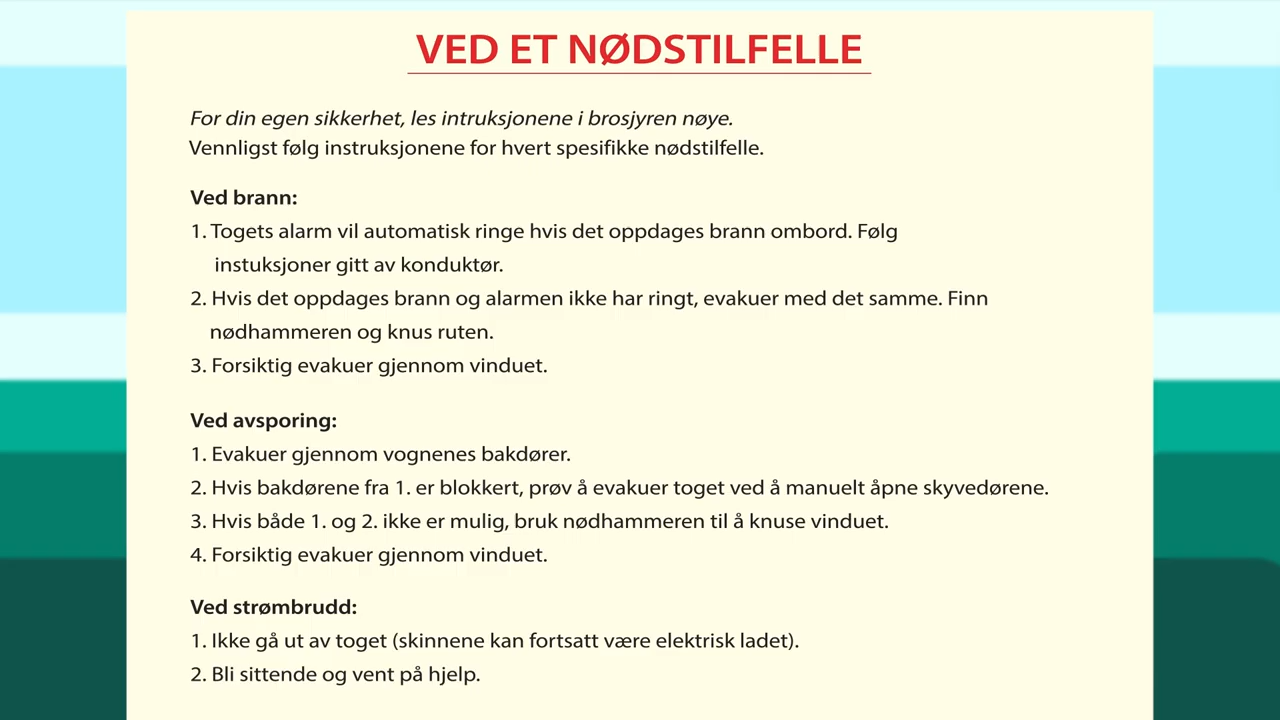 VED ET NØDSTILFELLE
For din egen sikkerhet, les intruksjonene i brosjyren nøye.
Vennligst følg instruksjonene for hvert spesifikke nødstilfelle.
Ved brann:
1. Togets alarm vil automatisk ringe hvis det oppdages brann ombord. Følg
instuksjoner gitt av konduktør.
2. Hvis det oppdages brann og alarmen ikke har ringt, evakuer med det samme. Finn
nødhammeren og knus ruten.
3. Forsiktig evakuer gjennom vinduet.
Ved avsporing:
1. Evakuer gjennom vognenes bakdører.
2. Hvis bakdørene fra 1. er blokkert, prøv å evakuer toget ved å manuelt åpne skyvedørene.
3. Hvis både 1. og 2. ikke er mulig, bruk nødhammeren til å knuse vinduet.
4. Forsiktig evakuer gjennom vinduet.
Ved strømbrudd:
1. Ikke gå ut av toget (skinnene kan fortsatt være elektrisk ladet).
2. Bli sittende og vent på hjelp.